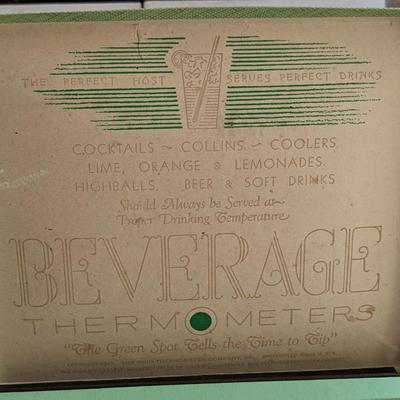 THE PERFECT HOST SERVES PERFECT DRINKS
COCKTAILS ~ COLLINS ~ COOLERS
LIME, ORANGE & LEMONADES
HIGHBALLS, BEER & SOFT DRINKS
Should Always be Served at
Proper Drinking Temperature
BEVERAGE
THERMOMETERS
"The Green Spot Tells the Time to Tip"